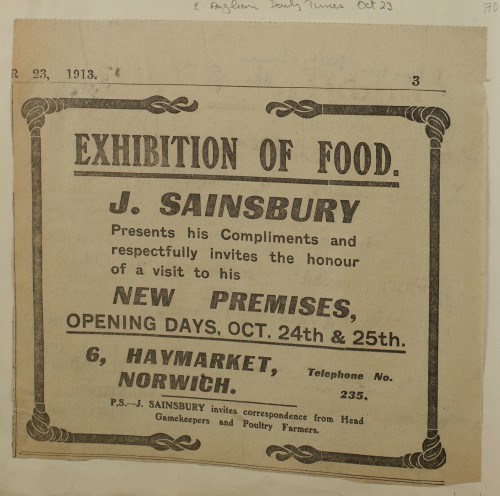 E. Anglian Daily Times Oct 23
170
R 23, 1913.
3
EXHIBITION OF FOOD.
J. SAINSBURY
Presents his Compliments and
respectfully invites the honour
of a visit to his
NEW PREMISES,
OPENING DAYS, OCT. 24th & 25th.
6, HAYMARKET,
NORWICH.
Telephone No.
235.
P.S.—J. SAINSBURY invites correspondence from Head
Gamekeepers and Poultry Farmers.